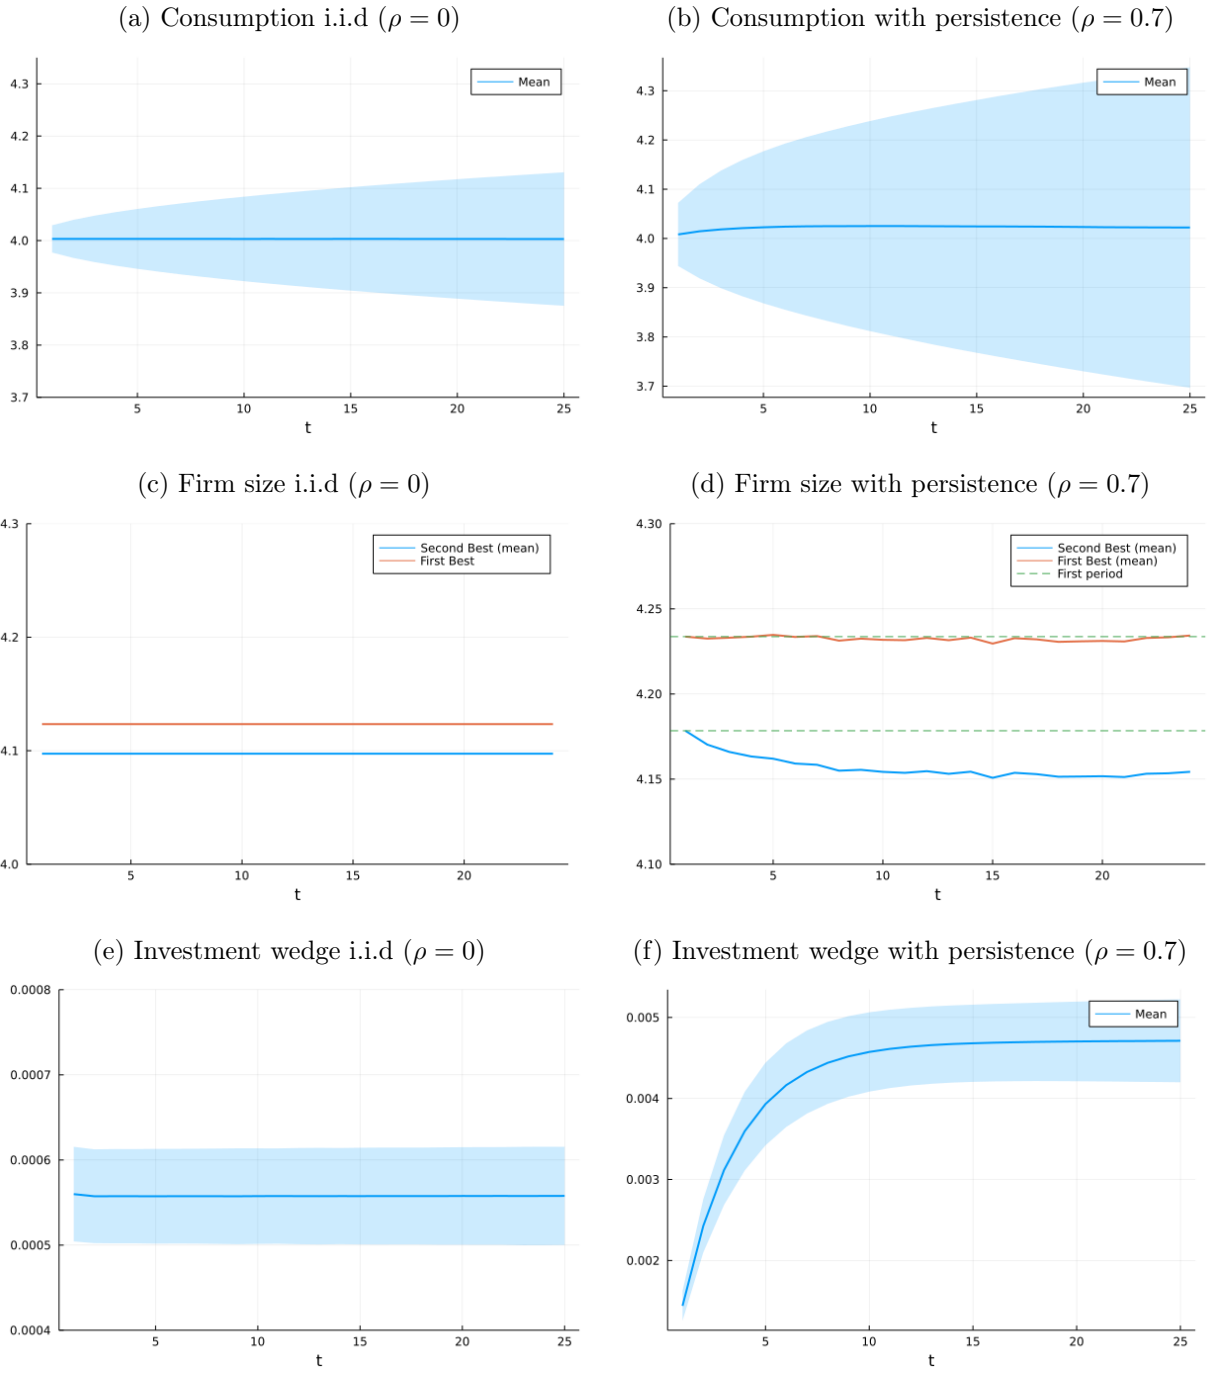 (a) Consumption i.i.d (ρ = 0)
4.3
4.2
4.1
4.0
3.9
3.8
3.7
5 10 15 20 25
t
Mean
(b) Consumption with persistence (ρ = 0.7)
4.3
4.2
4.1
4.0
3.9
3.8
3.7
5 10 15 20 25
t
Mean
(c) Firm size i.i.d (ρ = 0)
4.3
4.2
4.1
4.0
5 10 15 20
t
Second Best (mean)
First Best
(d) Firm size with persistence (ρ = 0.7)
4.30
4.25
4.20
4.15
4.10
5 10 15 20
t
Second Best (mean)
First Best (mean)
First period
(e) Investment wedge i.i.d (ρ = 0)
0.0008
0.0007
0.0006
0.0005
0.0004
5 10 15 20 25
t
(f) Investment wedge with persistence (ρ = 0.7)
0.005
0.004
0.003
0.002
5 10 15 20 25
t
Mean